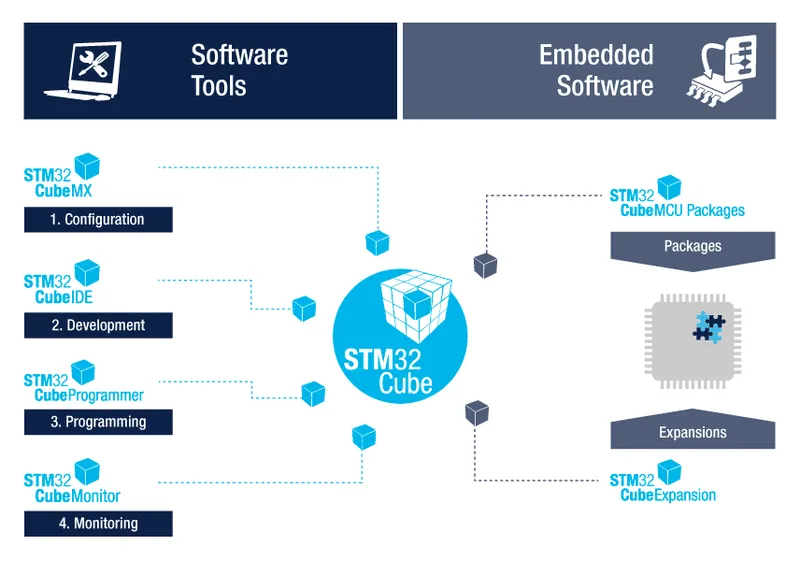 Software
Tools
Embedded
Software
STM32
CubeMX
1. Configuration
STM32
CubeIDE
2. Development
STM32
CubeProgrammer
3. Programming
STM32
CubeMonitor
4. Monitoring
STM32
Cube
STM32
CubeMCU Packages
Packages
Expansions
STM32
CubeExpansion